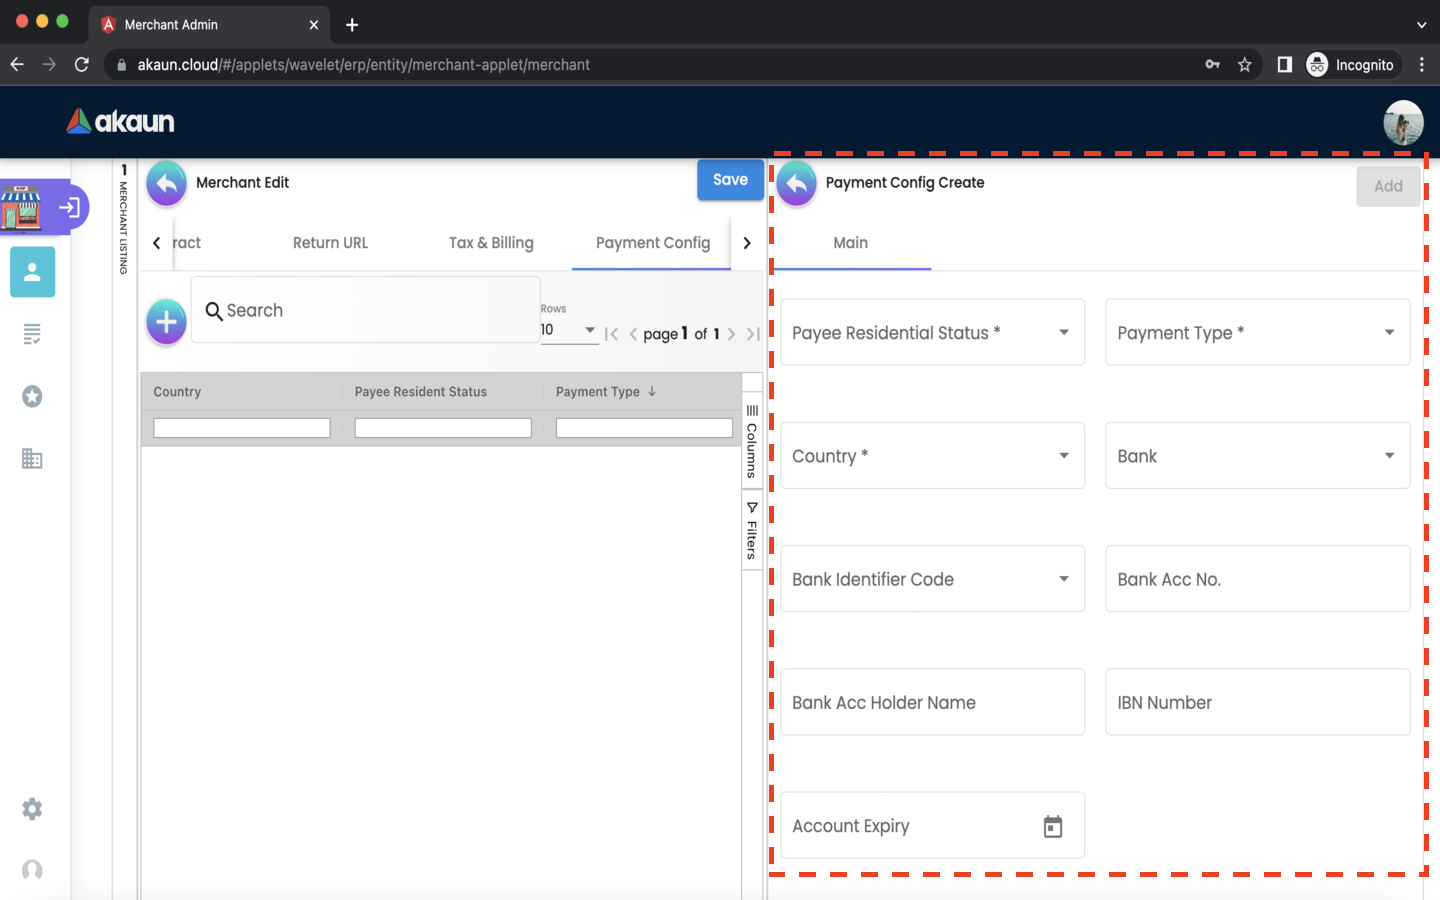 Merchant Admin
akaun.cloud/#/applets/wavelet/erp/entity/merchant-applet/merchant
Incognito
akaun
SHOP
1 MERCHANT LISTING
Merchant Edit
Save
ract
Return URL
Tax & Billing
Payment Config
Search
Rows
10
page 1 of 1
Country
Payee Resident Status
Payment Type
Columns
Filters
Payment Config Create
Add
Main
Payee Residential Status *
Payment Type *
Country *
Bank
Bank Identifier Code
Bank Acc No.
Bank Acc Holder Name
IBN Number
Account Expiry